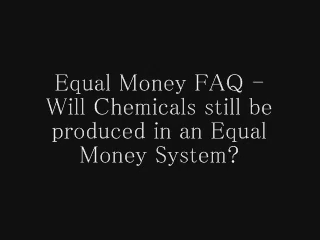 Equal Money FAQ -
Will Chemicals still be
produced in an Equal
Money System?